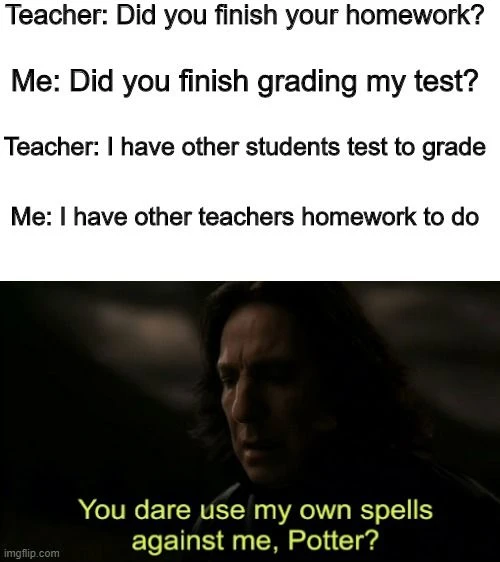 Teacher: Did you finish your homework?
Me: Did you finish grading my test?
Teacher: I have other students test to grade
Me: I have other teachers homework to do
You dare use my own spells
against me, Potter?
imgflip.com